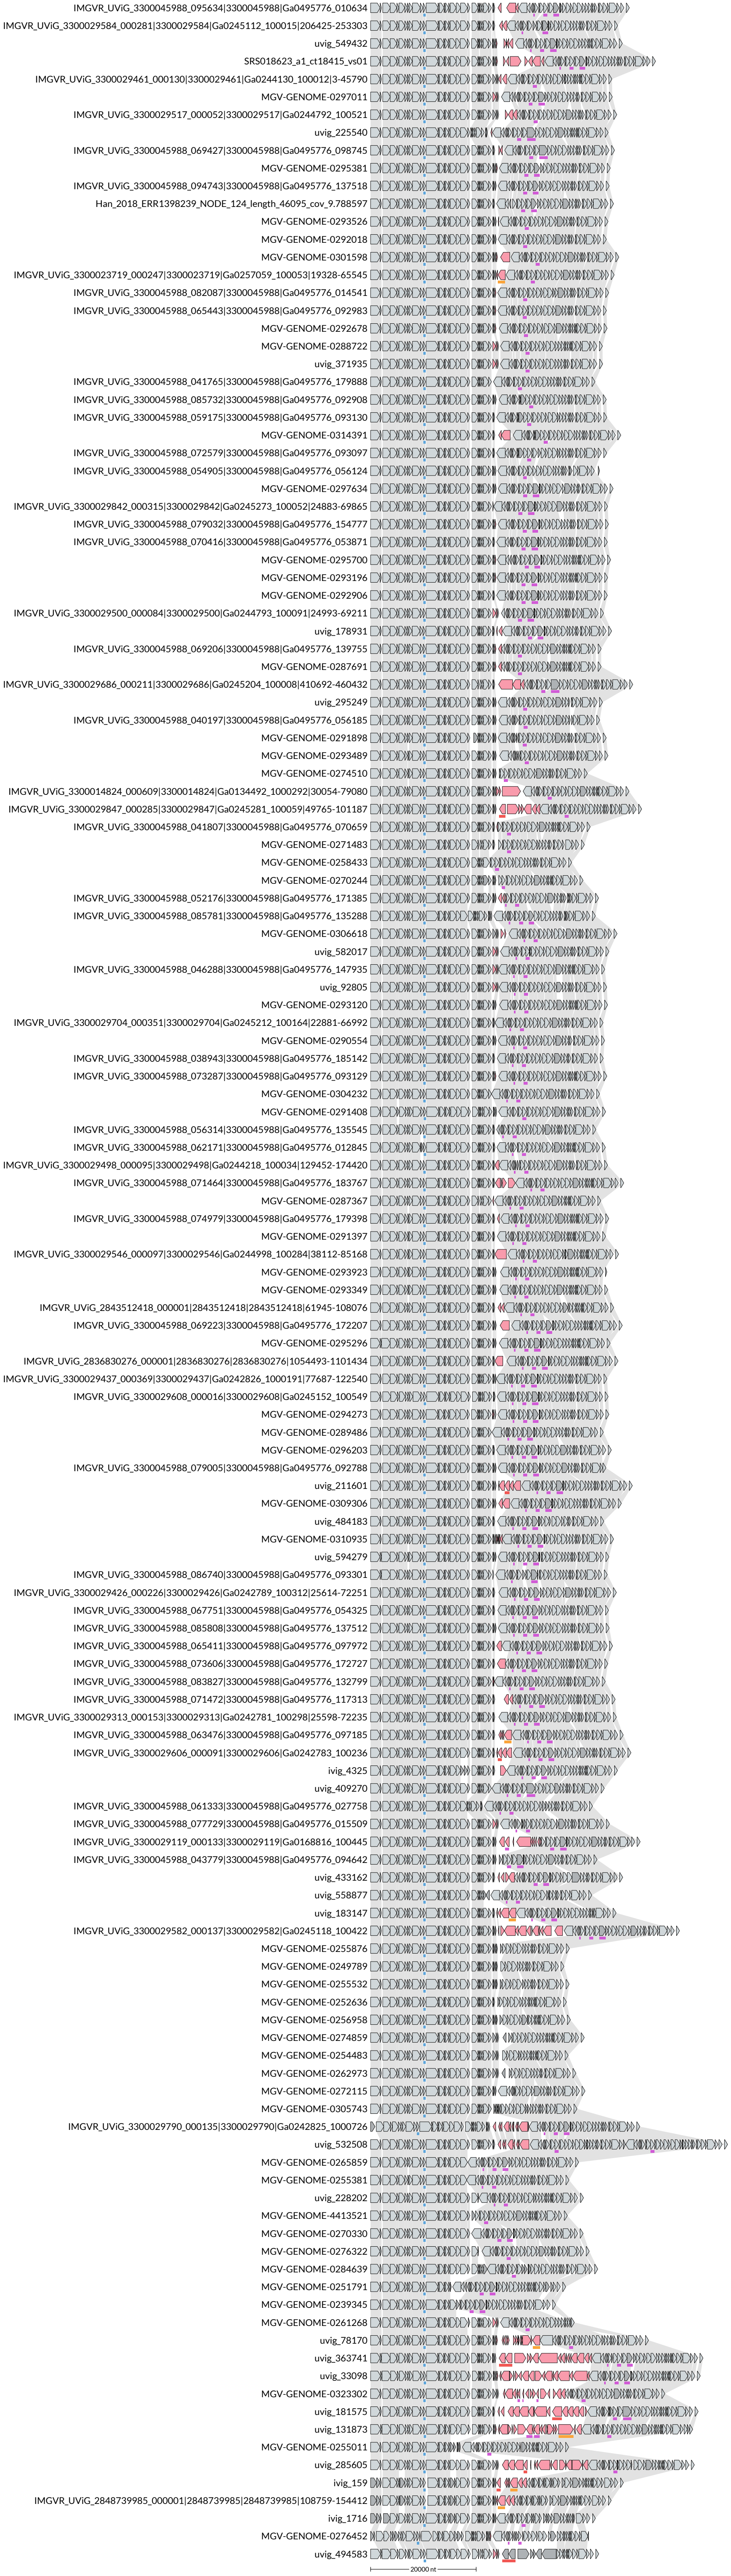 IMGVR_UViG_3300045988_095634|3300045988|Ga0495776_010634
IMGVR_UViG_3300029584_000281|3300029584|Ga0245112_100015|206425-253303
uvig_549432
SRS018623_a1_ct18415_vs01
IMGVR_UViG_3300029461_000130|3300029461|Ga0244130_100012|3-45790
MGV-GENOME-0297011
IMGVR_UViG_3300029517_000052|3300029517|Ga0244792_100521
uvig_225540
IMGVR_UViG_3300045988_069427|3300045988|Ga0495776_098745
MGV-GENOME-0295381
IMGVR_UViG_3300045988_094743|3300045988|Ga0495776_137518
Han_2018_ERR1398239_NODE_124_length_46095_cov_9.788597
MGV-GENOME-0293526
MGV-GENOME-0292018
MGV-GENOME-0301598
IMGVR_UViG_3300023719_000247|3300023719|Ga0257059_100053|19328-65545
IMGVR_UViG_3300045988_082087|3300045988|Ga0495776_014541
IMGVR_UViG_3300045988_065443|3300045988|Ga0495776_092983
MGV-GENOME-0292678
MGV-GENOME-0288722
uvig_371935
IMGVR_UViG_3300045988_041765|3300045988|Ga0495776_179888
IMGVR_UViG_3300045988_085732|3300045988|Ga0495776_092908
IMGVR_UViG_3300045988_059175|3300045988|Ga0495776_093130
MGV-GENOME-0314391
IMGVR_UViG_3300045988_072579|3300045988|Ga0495776_093097
IMGVR_UViG_3300045988_054905|3300045988|Ga0495776_056124
MGV-GENOME-0297634
IMGVR_UViG_3300029842_000315|3300029842|Ga0245273_100052|24883-69865
IMGVR_UViG_3300045988_079032|3300045988|Ga0495776_154777
IMGVR_UViG_3300045988_070416|3300045988|Ga0495776_053871
MGV-GENOME-0295700
MGV-GENOME-0293196
MGV-GENOME-0292906
IMGVR_UViG_3300029500_000084|3300029500|Ga0244793_100091|24993-69211
uvig_178931
IMGVR_UViG_3300045988_069206|3300045988|Ga0495776_139755
MGV-GENOME-0287691
IMGVR_UViG_3300029686_000211|3300029686|Ga0245204_100008|410692-460432
uvig_295249
IMGVR_UViG_3300045988_040197|3300045988|Ga0495776_056185
MGV-GENOME-0291898
MGV-GENOME-0293489
MGV-GENOME-0274510
IMGVR_UViG_3300014824_000609|3300014824|Ga0134492_1000292|30054-79080
IMGVR_UViG_3300029847_000285|3300029847|Ga0245281_100059|49765-101187
IMGVR_UViG_3300045988_041807|3300045988|Ga0495776_070659
MGV-GENOME-0271483
MGV-GENOME-0258433
MGV-GENOME-0270244
IMGVR_UViG_3300045988_052176|3300045988|Ga0495776_171385
IMGVR_UViG_3300045988_085781|3300045988|Ga0495776_135288
MGV-GENOME-0306618
uvig_582017
IMGVR_UViG_3300045988_046288|3300045988|Ga0495776_147935
uvig_92805
MGV-GENOME-0293120
IMGVR_UViG_3300029704_000351|3300029704|Ga0245212_100164|22881-66992
MGV-GENOME-0290554
IMGVR_UViG_3300045988_038943|3300045988|Ga0495776_185142
IMGVR_UViG_3300045988_073287|3300045988|Ga0495776_093129
MGV-GENOME-0304232
MGV-GENOME-0291408
IMGVR_UViG_3300045988_056314|3300045988|Ga0495776_135545
IMGVR_UViG_3300045988_062171|3300045988|Ga0495776_012845
IMGVR_UViG_3300029498_000095|3300029498|Ga0244218_100034|129452-174420
IMGVR_UViG_3300045988_071464|3300045988|Ga0495776_183767
MGV-GENOME-0287367
IMGVR_UViG_3300045988_074979|3300045988|Ga0495776_179398
MGV-GENOME-0291397
IMGVR_UViG_3300029546_000097|3300029546|Ga0244998_100284|38112-85168
MGV-GENOME-0293923
MGV-GENOME-0293349
IMGVR_UViG_2843512418_000001|2843512418|2843512418|61945-108076
IMGVR_UViG_3300045988_069223|3300045988|Ga0495776_172207
MGV-GENOME-0295296
IMGVR_UViG_2836830276_000001|2836830276|2836830276|1054493-1101434
IMGVR_UViG_3300029437_000369|3300029437|Ga0242826_1000191|77687-122540
IMGVR_UViG_3300029608_000016|3300029608|Ga0245152_100549
MGV-GENOME-0294273
MGV-GENOME-0289486
MGV-GENOME-0296203
IMGVR_UViG_3300045988_079005|3300045988|Ga0495776_092788
uvig_211601
MGV-GENOME-0309306
uvig_484183
MGV-GENOME-0310935
uvig_594279
IMGVR_UViG_3300045988_086740|3300045988|Ga0495776_093301
IMGVR_UViG_3300029426_000226|3300029426|Ga0242789_100312|25614-72251
IMGVR_UViG_3300045988_067751|3300045988|Ga0495776_054325
IMGVR_UViG_3300045988_085808|3300045988|Ga0495776_137512
IMGVR_UViG_3300045988_065411|3300045988|Ga0495776_097972
IMGVR_UViG_3300045988_073606|3300045988|Ga0495776_172727
IMGVR_UViG_3300045988_083827|3300045988|Ga0495776_132799
IMGVR_UViG_3300045988_071472|3300045988|Ga0495776_117313
IMGVR_UViG_3300029313_000153|3300029313|Ga0242781_100298|25598-72235
IMGVR_UViG_3300045988_063476|3300045988|Ga0495776_097185
IMGVR_UViG_3300029606_000091|3300029606|Ga0242783_100236
ivig_4325
uvig_409270
IMGVR_UViG_3300045988_061333|3300045988|Ga0495776_027758
IMGVR_UViG_3300045988_077729|3300045988|Ga0495776_015509
IMGVR_UViG_3300029119_000133|3300029119|Ga0168816_100445
IMGVR_UViG_3300045988_043779|3300045988|Ga0495776_094642
uvig_433162
uvig_558877
uvig_183147
IMGVR_UViG_3300029582_000137|3300029582|Ga0245118_100422
MGV-GENOME-0255876
MGV-GENOME-0249789
MGV-GENOME-0255532
MGV-GENOME-0252636
MGV-GENOME-0256958
MGV-GENOME-0274859
MGV-GENOME-0254483
MGV-GENOME-0262973
MGV-GENOME-0272115
MGV-GENOME-0305743
IMGVR_UViG_3300029790_000135|3300029790|Ga0242825_1000726
uvig_532508
MGV-GENOME-0265859
MGV-GENOME-0255381
uvig_228202
MGV-GENOME-4413521
MGV-GENOME-0270330
MGV-GENOME-0276322
MGV-GENOME-0284639
MGV-GENOME-0251791
MGV-GENOME-0239345
MGV-GENOME-0261268
uvig_78170
uvig_363741
uvig_33098
MGV-GENOME-0323302
uvig_181575
uvig_131873
MGV-GENOME-0255011
uvig_285605
ivig_159
IMGVR_UViG_2848739985_000001|2848739985|2848739985|108759-154412
ivig_1716
MGV-GENOME-0276452
uvig_494583
20000 nt